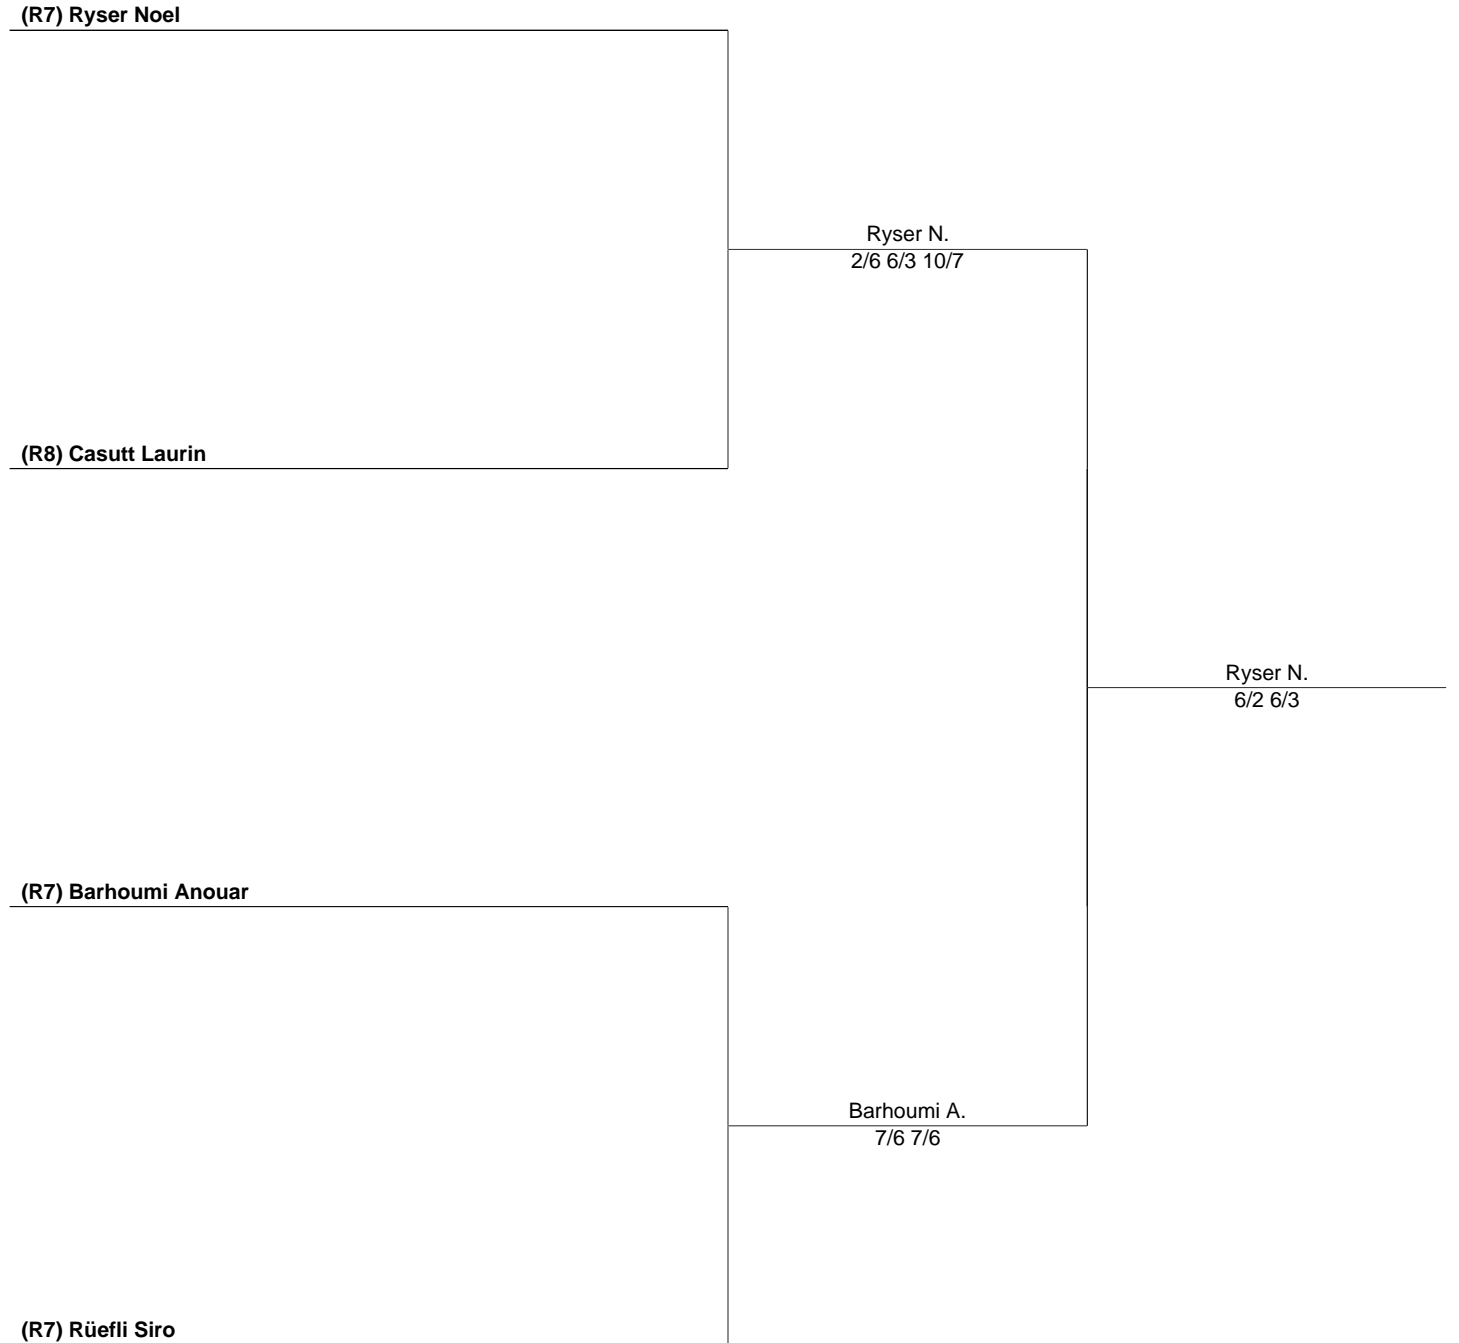 (R7) Ryser Noel
Ryser N.
2/6 6/3 10/7
(R8) Casutt Laurin
Ryser N.
6/2 6/3
(R7) Barhoumi Anouar
Barhoumi A.
7/6 7/6
(R7) Rüefli Siro